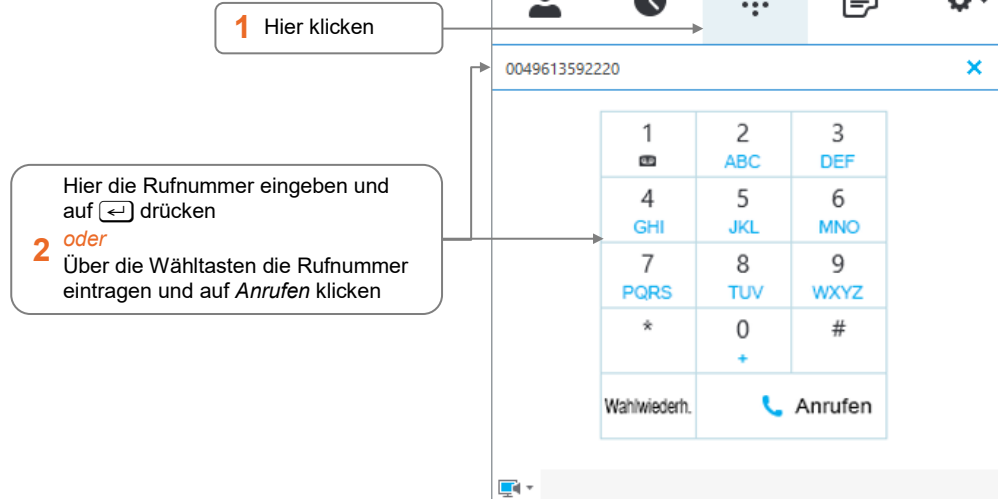 1 Hier klicken
0049613592220
Hier die Rufnummer eingeben und
auf drücken
2 oder
Über die Wähltasten die Rufnummer
eintragen und auf Anrufen klicken
1 2 3
ABC DEF
4 5 6
GHI JKL MNO
7 8 9
PQRS TUV WXYZ
* 0 #
+
Wahlwiederh. Anrufen